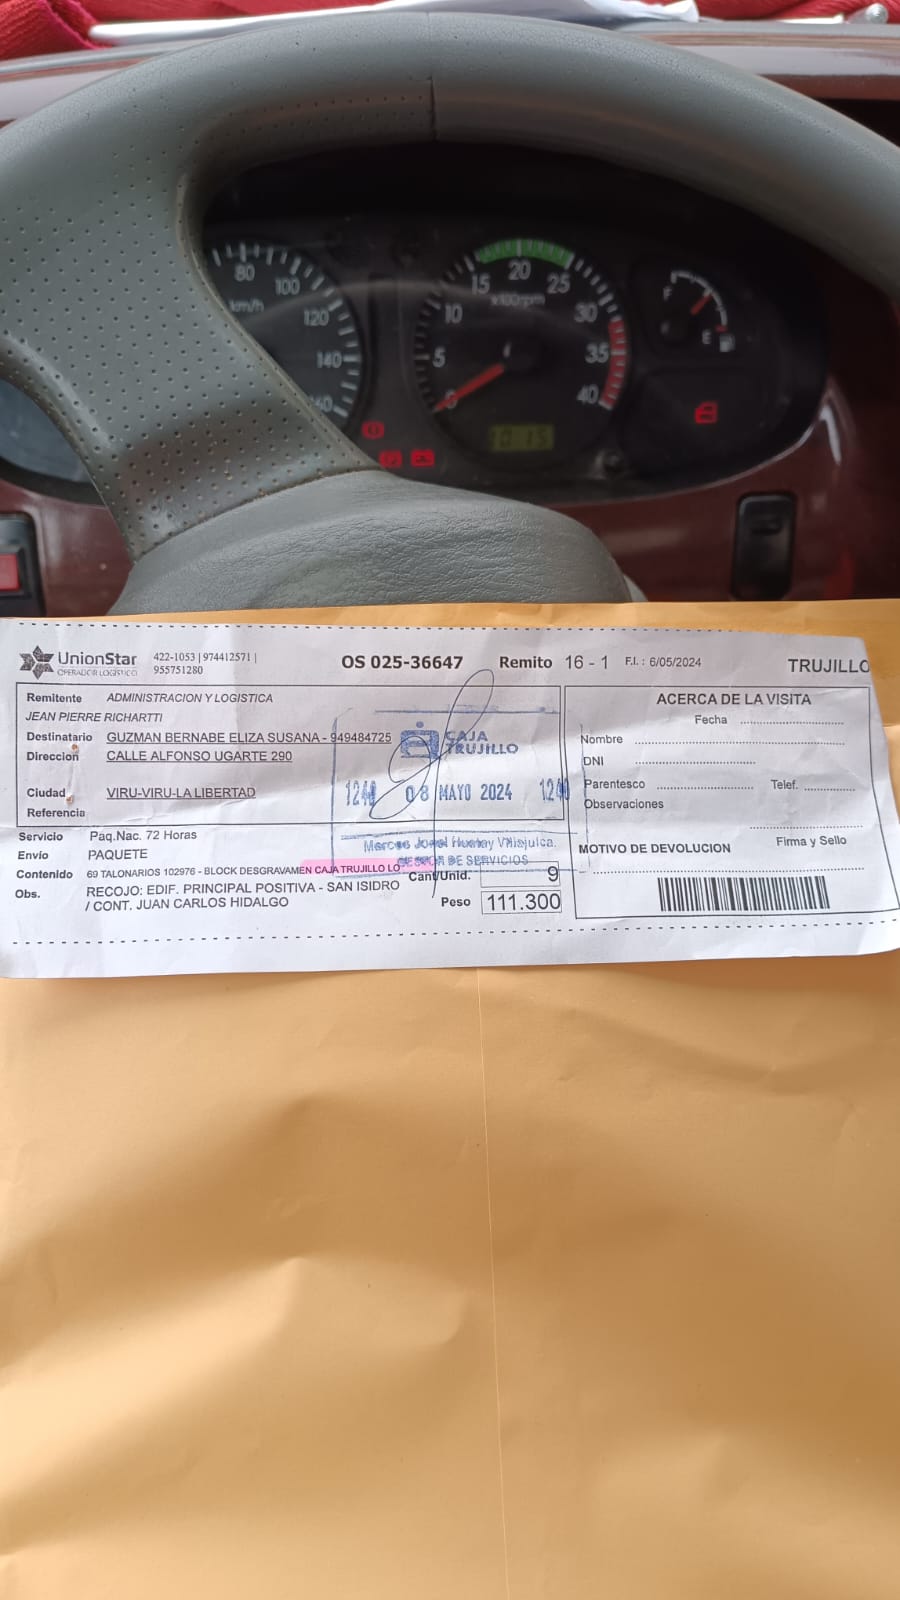 80
100
120
140
km/h
5
10
15
20
25
30
35
40
x100rpm
F
E
UnionStar
OPERADOR LOGÍSTICO
422-1053 | 974412571 |
955751280
OS 025-36647
Remito 16 - 1
F.I. : 6/05/2024
TRUJILLO
Remitente ADMINISTRACION Y LOGISTICA
JEAN PIERRE RICHARTTI
Destinatario GUZMAN BERNABE ELIZA SUSANA - 949484725
Direccion CALLE ALFONSO UGARTE 290
Ciudad VIRU-VIRU-LA LIBERTAD
Referencia
CAJA
TRUJILLO
1240 08 MAYO 2024 1240
DE SERVICIOS
Servicio Paq.Nac. 72 Horas
Envío PAQUETE
Contenido 69 TALONARIOS 102976 - BLOCK DESGRAVAMEN CAJA TRUJILLO LO
Obs. RECOJO: EDIF. PRINCIPAL POSITIVA - SAN ISIDRO
/ CONT. JUAN CARLOS HIDALGO
Cant/Unid. 9
Peso 111.300
ACERCA DE LA VISITA
Fecha
Nombre
DNI
Parentesco Telef.
Observaciones
Firma y Sello
MOTIVO DE DEVOLUCION